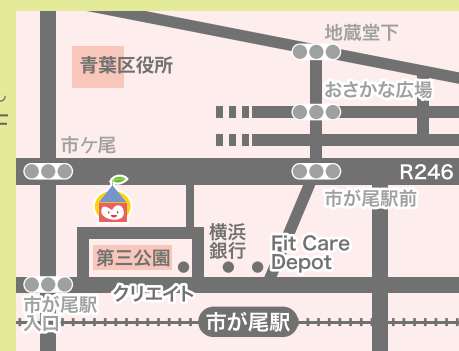 地蔵堂下
青葉区役所
おさかな広場
市ケ尾
R246
市が尾駅前
横浜
銀行
Fit Care
Depot
第三公園
クリエイト
市が尾駅
入口
市が尾駅